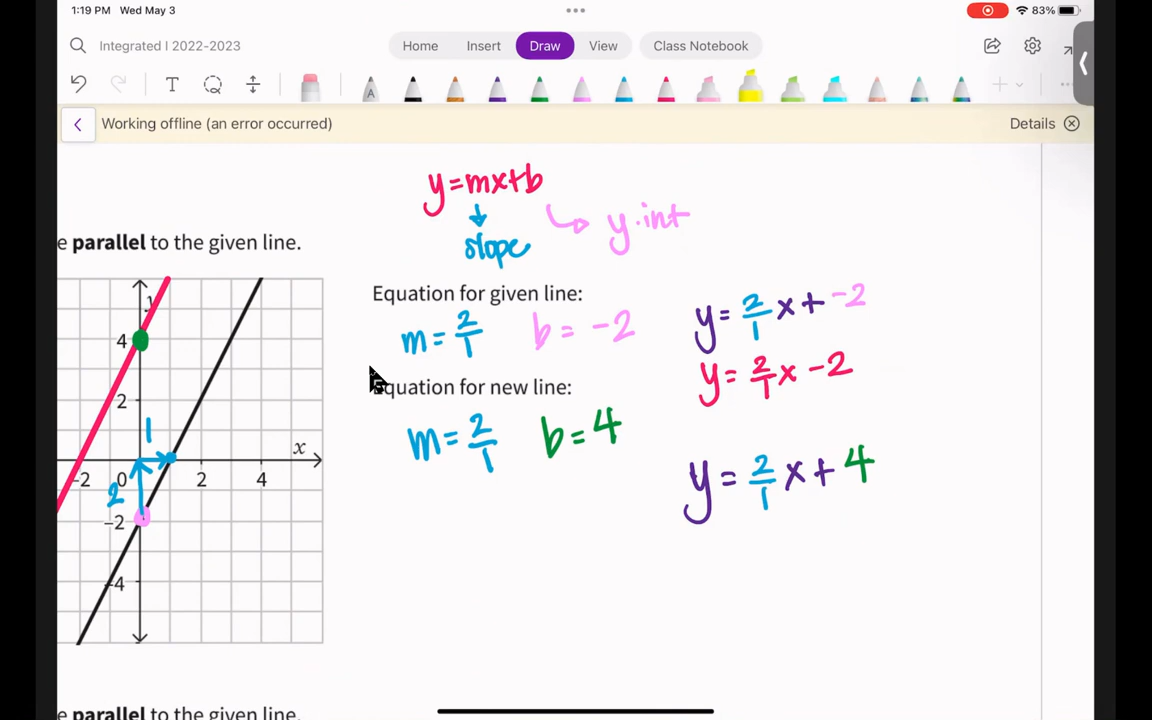 1:19 PM Wed May 3
83%
Integrated I 2022-2023
Home Insert Draw View Class Notebook
Working offline (an error occurred)
Details
y=mx+b
slope
y-int
e parallel to the given line.
Equation for given line:
m = 2/1 b = -2
y = 2/1 x + -2
y = 2/1 x - 2
Equation for new line:
m = 2/1 b = 4
y = 2/1 x + 4
4
2
1
x
-2 0 2 4
2
-2
-4
e parallel to the given line.